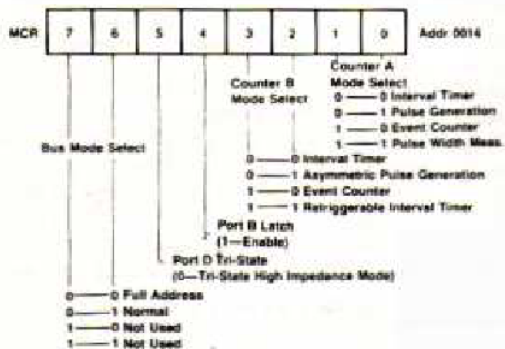 MCR 7 6 5 4 3 2 1 0 Addr 0014
Counter A
Mode Select
0 0 Interval Timer
0 1 Pulse Generation
1 0 Event Counter
1 1 Pulse Width Meas.
Counter B
Mode Select
0 0 Interval Timer
0 1 Asymmetric Pulse Generation
1 0 Event Counter
1 1 Retriggerable Interval Timer
Port B Latch
(1—Enable)
Port D Tri-State
(0—Tri-State High Impedance Mode)
Bus Mode Select
0 0 Full Address
0 1 Normal
1 0 Not Used
1 1 Not Used